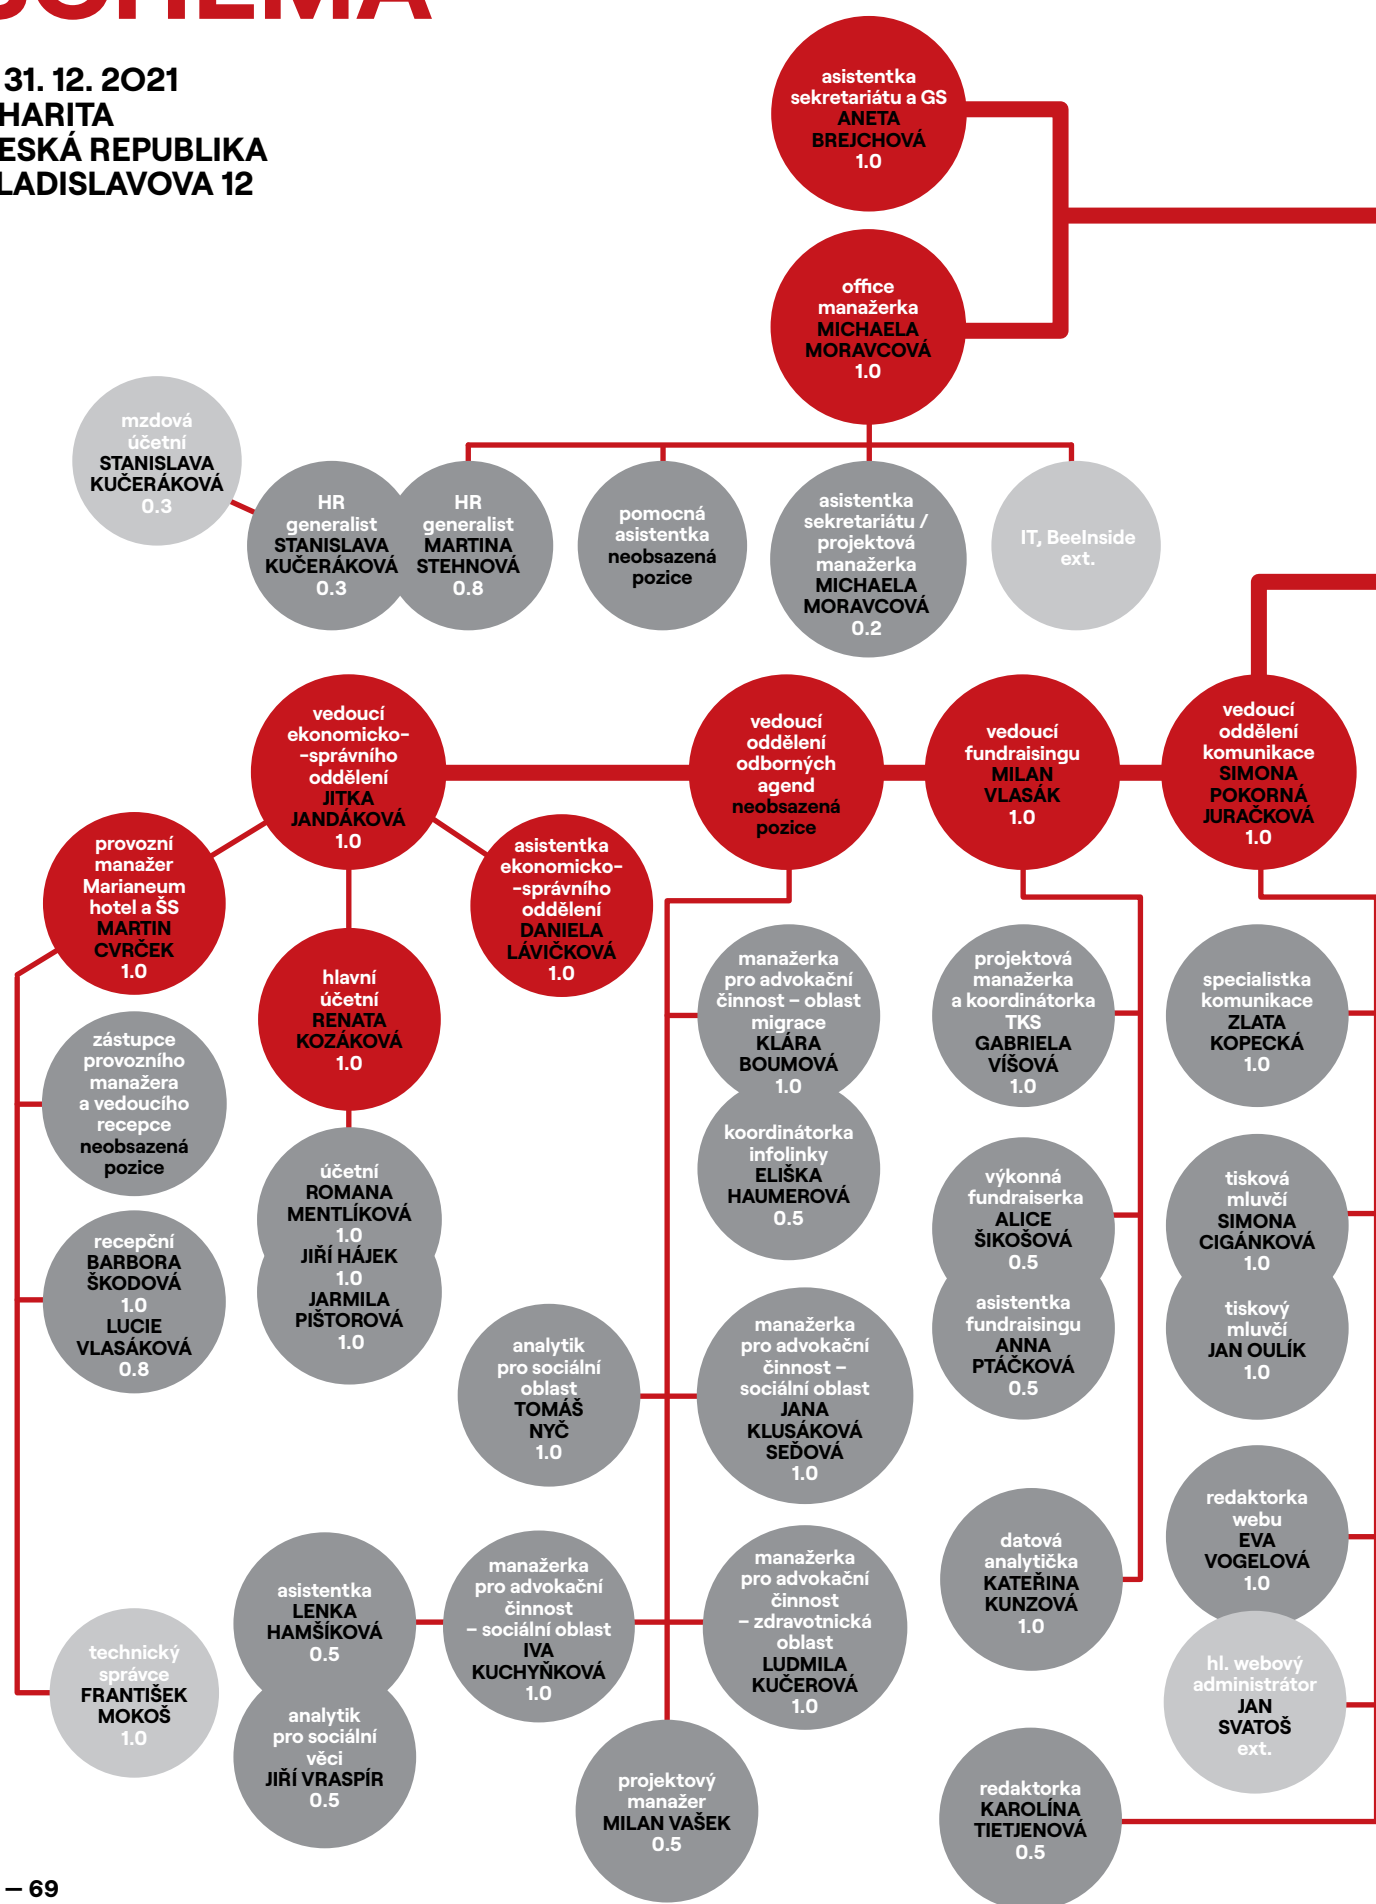 31. 12. 2021
HARITA
ESKÁ REPUBLIKA
LADISLAVOVA 12
asistentka
sekretariátu a GS
ANETA
BREJCHOVÁ
1.0
office
manažerka
MICHAELA
MORAVCOVÁ
1.0
mzdová
účetní
STANISLAVA
KUČERÁKOVÁ
0.3
HR
generalist
STANISLAVA
KUČERÁKOVÁ
0.3
HR
generalist
MARTINA
STEHNOVÁ
0.8
pomocná
asistentka
neobsazená
pozice
asistentka
sekretariátu /
projektová
manažerka
MICHAELA
MORAVCOVÁ
0.2
IT, BeeInside
ext.
vedoucí
ekonomicko-
-správního
oddělení
JITKA
JANDÁKOVÁ
1.0
vedoucí
oddělení
odborných
agend
neobsazená
pozice
vedoucí
fundraisingu
MILAN
VLASÁK
1.0
vedoucí
oddělení
komunikace
SIMONA
POKORNÁ
JURAČKOVÁ
1.0
provozní
manažer
Marianeum
hotel a ŠS
MARTIN
CVRČEK
1.0
asistentka
ekonomicko-
-správního
oddělení
DANIELA
LÁVIČKOVÁ
1.0
hlavní
účetní
RENATA
KOZÁKOVÁ
1.0
zástupce
provozního
manažera
a vedoucího
recepce
neobsazená
pozice
recepční
BARBORA
ŠKODOVÁ
1.0
LUCIE
VLASÁKOVÁ
0.8
technický
správce
FRANTIŠEK
MOKOŠ
1.0
účetní
ROMANA
MENTLÍKOVÁ
1.0
JIŘÍ HÁJEK
1.0
JARMILA
PIŠTOROVÁ
1.0
manažerka
pro advokační
činnost – oblast
migrace
KLÁRA
BOUMOVÁ
1.0
koordinátorka
infolinky
ELIŠKA
HAUMEROVÁ
0.5
analytik
pro sociální
oblast
TOMÁŠ
NYČ
1.0
manažerka
pro advokační
činnost –
sociální oblast
JANA
KLUSÁKOVÁ
SEĎOVÁ
1.0
asistentka
LENKA
HAMŠÍKOVÁ
0.5
analytik
pro sociální
věci
JIŘÍ VRASPÍR
0.5
manažerka
pro advokační
činnost
– sociální oblast
IVA
KUCHYŇKOVÁ
1.0
manažerka
pro advokační
činnost
– zdravotnická
oblast
LUDMILA
KUČEROVÁ
1.0
projektový
manažer
MILAN VAŠEK
0.5
projektová
manažerka
a koordinátorka
TKS
GABRIELA
VÍŠOVÁ
1.0
výkonná
fundraiserka
ALICE
ŠIKOŠOVÁ
0.5
asistentka
fundraisingu
ANNA
PTÁČKOVÁ
0.5
datová
analytička
KATEŘINA
KUNZOVÁ
1.0
redaktorka
KAROLÍNA
TIETJENOVÁ
0.5
specialistka
komunikace
ZLATA
KOPECKÁ
1.0
tisková
mluvčí
SIMONA
CIGÁNKOVÁ
1.0
tiskový
mluvčí
JAN OULÍK
1.0
redaktorka
webu
EVA
VOGELOVÁ
1.0
hl. webový
administrátor
JAN
SVATOŠ
ext.
– 69